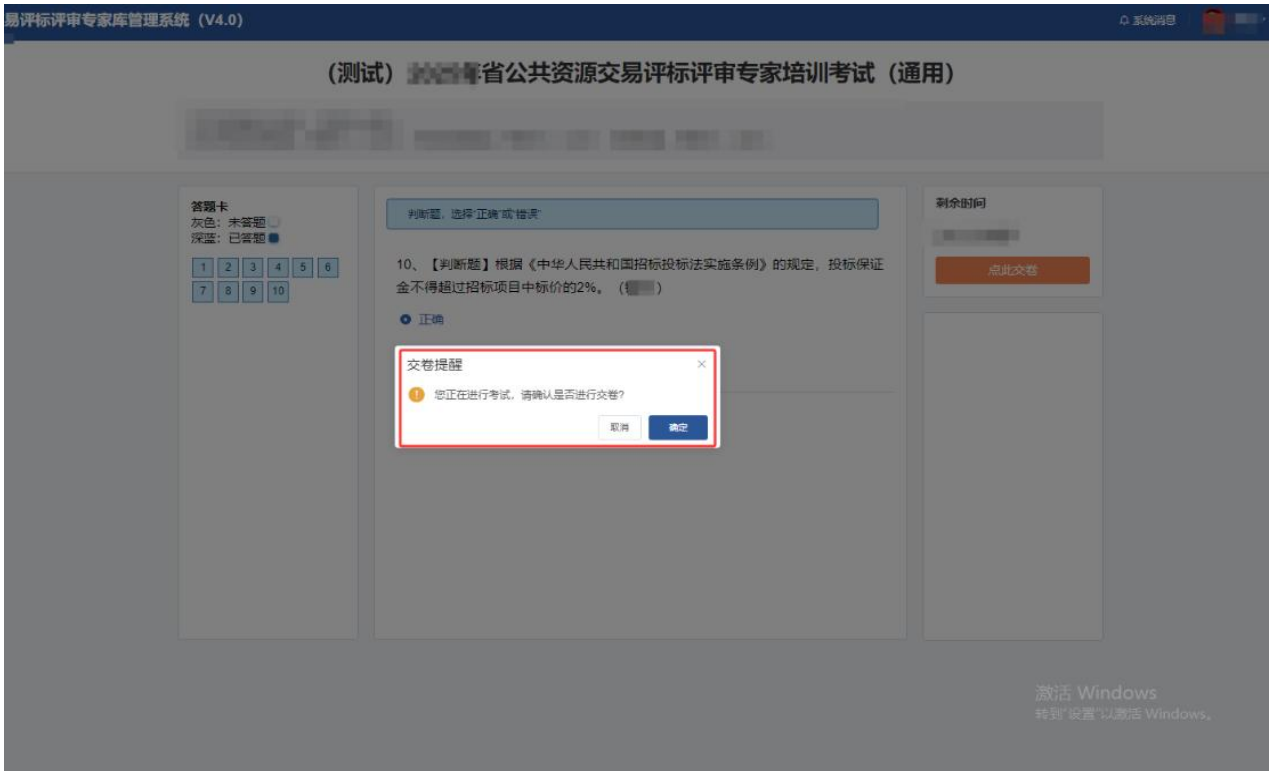 易评标评审专家库管理系统（V4.0）
系统消息
（测试） 年省公共资源交易评标评审专家培训考试（通用）
答题卡
灰色：未答题
深蓝：已答题
1 2 3 4 5 6
7 8 9 10
判断题，选择"正确"或"错误"
10、【判断题】根据《中华人民共和国招标投标法实施条例》的规定，投标保证
金不得超过招标项目中标价的2%。（ ）
正确
剩余时间
点此交卷
交卷提醒
您正在进行考试，请确认是否进行交卷?
取消
确定
激活 Windows
转到"设置"以激活 Windows。